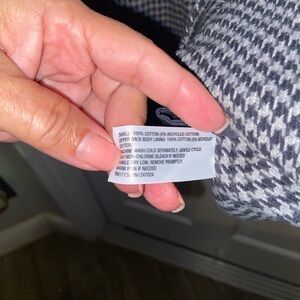 SHELL: 100% COTTON (5% RECYCLED COTTON)
UPPER BACK BODY LINING: 100% COTTON (5% RECYCLED
COTTON)
MACHINE WASH COLD SEPARATELY, GENTLE CYCLE
ONLY NON-CHLORINE BLEACH IF NEEDED
TUMBLE DRY LOW, REMOVE PROMPTLY
WARM IRON IF NEEDED